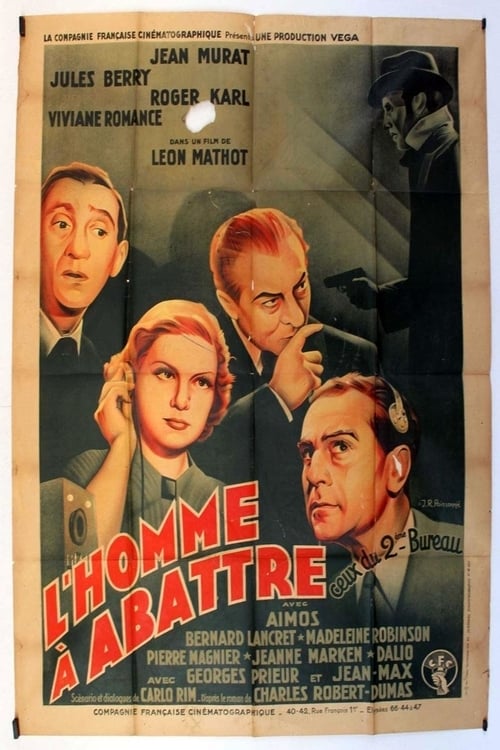 LA COMPAGNIE FRANÇAISE CINÉMATOGRAPHIQUE Présente UNE PRODUCTION VEGA
JEAN MURAT
JULES BERRY
ROGER KARL
VIVIANE ROMANCE
DANS UN FILM DE
LEON MATHOT
L'HOMME
À ABATTRE
ceux du 2ème Bureau
AVEC
AIMOS
BERNARD LANCRET ★ MADELEINE ROBINSON
PIERRE MAGNIER ★ JEANNE MARKEN ★ DALIO
AVEC GEORGES PRIEUR ET JEAN-MAX
Scénario et dialogues de CARLO RIM _ D'après le roman de CHARLES ROBERT-DUMAS
C.F.C
COMPAGNIE FRANÇAISE CINÉMATOGRAPHIQUE _ 40-42, Rue François 1er _ Elysées 66-44 à 47